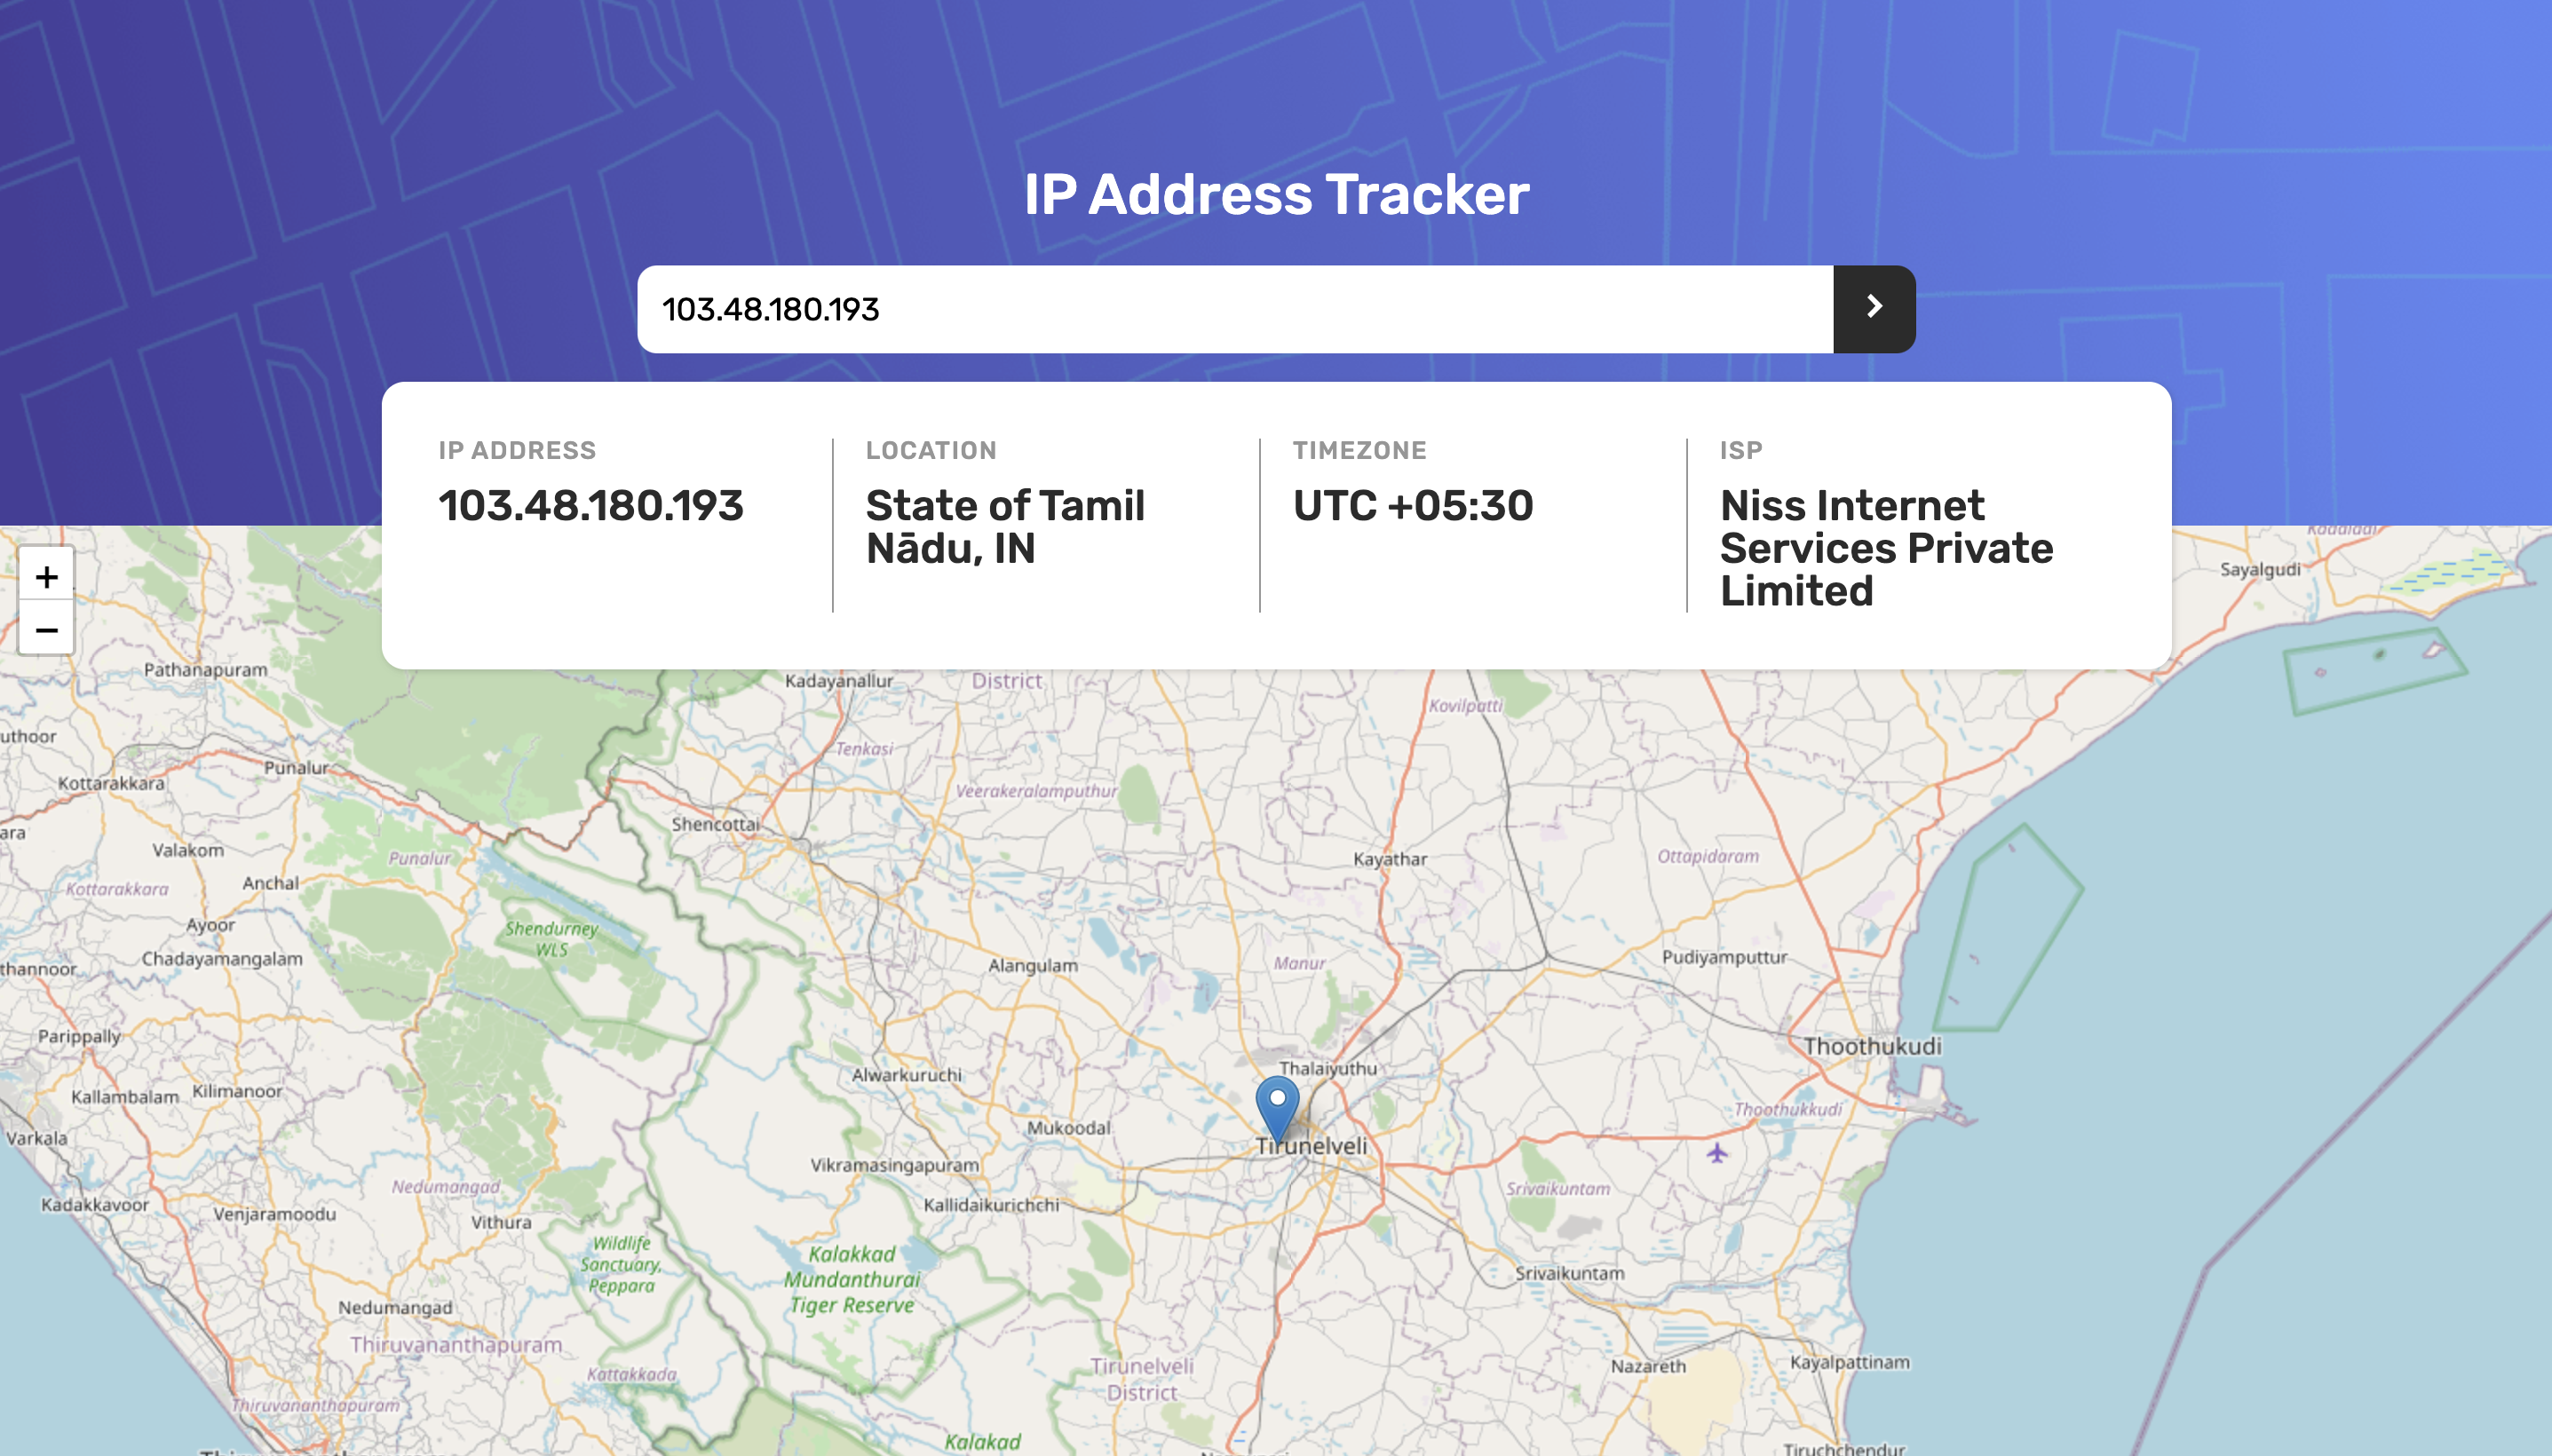 IP Address Tracker
103.48.180.193
IP ADDRESS
103.48.180.193
LOCATION
State of Tamil
Nādu, IN
TIMEZONE
UTC +05:30
ISP
Niss Internet
Services Private
Limited
+
−
Sayalgudi
Pathanapuram
Kadayanallur
District
Kovilpatti
uthoor
Tenkasi
Punalur
Kottarakkara
Veerakeralamputhur
Shencottai
ara
Valakom
Punalur
Kayathar
Ottapidaram
Kottarakkara
Anchal
Ayoor
Shendurney
WLS
Chadayamangalam
thannoor
Alangulam
Manur
Pudiyamputtur
Parippally
Thoothukudi
Thalaiyuthu
Alwarkuruchi
Kallambalam
Kilimanoor
Thoothukkudi
Varkala
Mukoodal
Tirunelveli
Vikramasingapuram
Nedumangad
Srivaikuntam
Kadakkavoor
Kallidaikurichchi
Venjaramoodu
Vithura
Wildlife
Sanctuary,
Peppara
Kalakkad
Mundanthurai
Tiger Reserve
Srivaikuntam
Nedumangad
Thiruvananthapuram
Tirunelveli
District
Nazareth
Kayalpattinam
Kattakkada
Thiruvananthapuram
Kalakad
Tiruchchendur